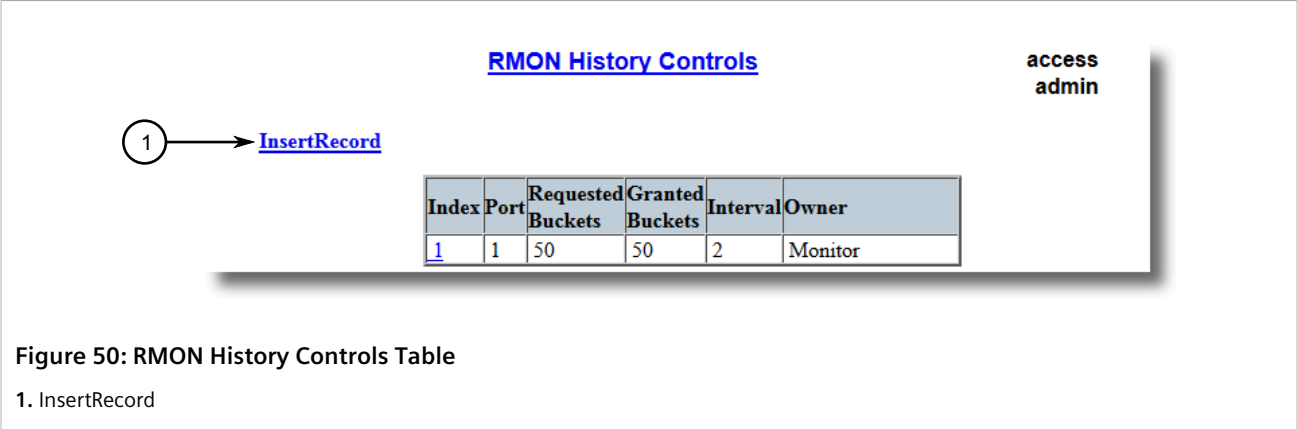 RMON History Controls
access
admin
1
InsertRecord
Index Port Requested Buckets Granted Buckets Interval Owner
1 1 50 50 2 Monitor
Figure 50: RMON History Controls Table
1. InsertRecord